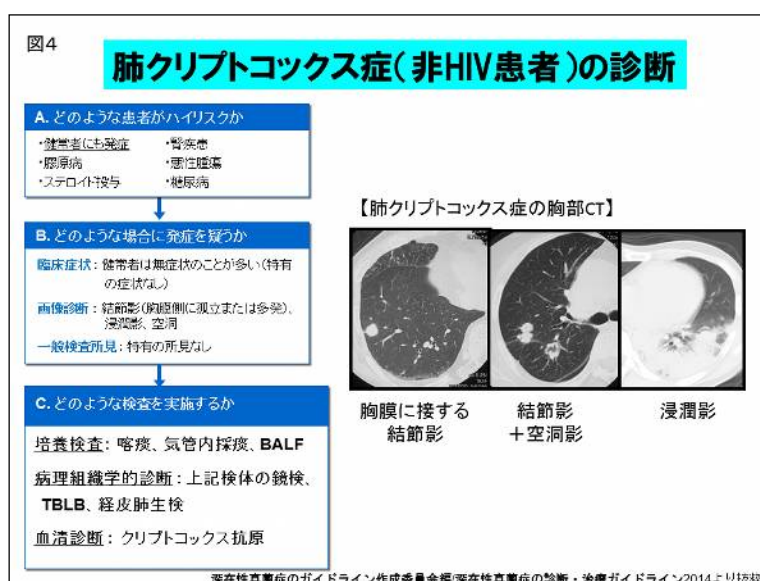 図4
肺クリプトコックス症(非HIV患者)の診断
A. どのような患者がハイリスクか
・健常者にも発症 ・腎疾患
・膠原病 ・悪性腫瘍
・ステロイド投与 ・糖尿病
B. どのような場合に発症を疑うか
臨床症状:健常者は無症状のことが多い(特有
の症状なし)
画像診断:結節影(胸膜側に孤立または多発)、
浸潤影、空洞
一般検査所見:特有の所見なし
C. どのような検査を実施するか
培養検査:喀痰、気管内採痰、BALF
病理組織学的診断:上記検体の鏡検、
TBLB、経皮肺生検
血清診断:クリプトコックス抗原
【肺クリプトコックス症の胸部CT】
胸膜に接する
結節影
結節影
+空洞影
浸潤影
深在性真菌症のガイドライン作成委員会編/深在性真菌症の診断・治療ガイドライン2014より抜粋